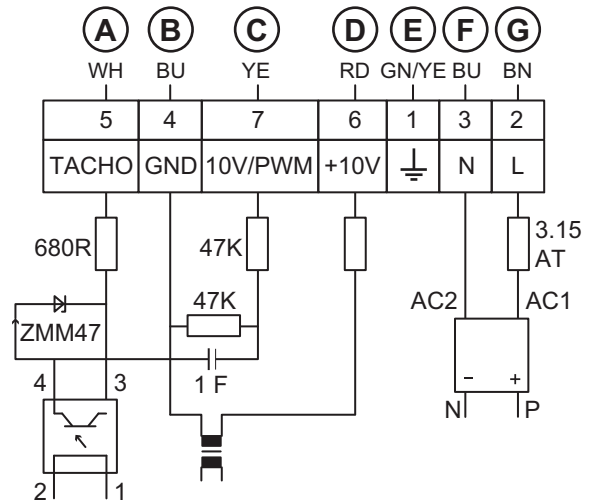 A B C D E F G
WH BU YE RD GN/YE BU BN
5 4 7 6 1 3 2
TACHO GND 10V/PWM +10V N L
680R 47K 3.15
AT
47K AC2 AC1
ZMM47
4 3 1 F
- +
N P
2 1